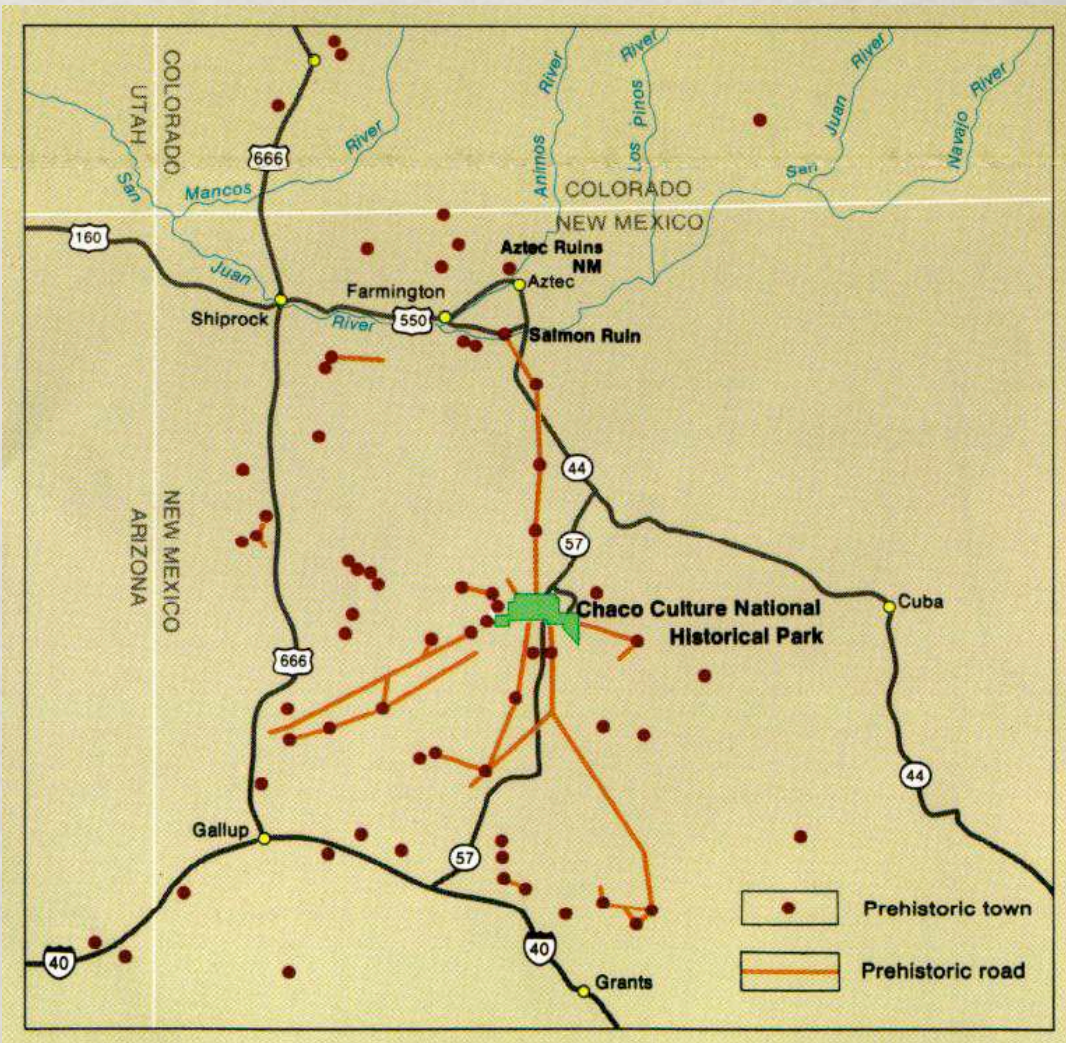 COLORADO
UTAH
San
Mancos
River
666
River
Animos
River
Los Pinos
River
Juan
River
San
Navajo
River
COLORADO
NEW MEXICO
160
Juan
River
Shiprock
Farmington
550
Aztec Ruins
NM
Aztec
Salmon Ruin
44
57
NEW MEXICO
ARIZONA
666
Chaco Culture National
Historical Park
Cuba
44
Gallup
57
40
40
Grants
Prehistoric town
Prehistoric road